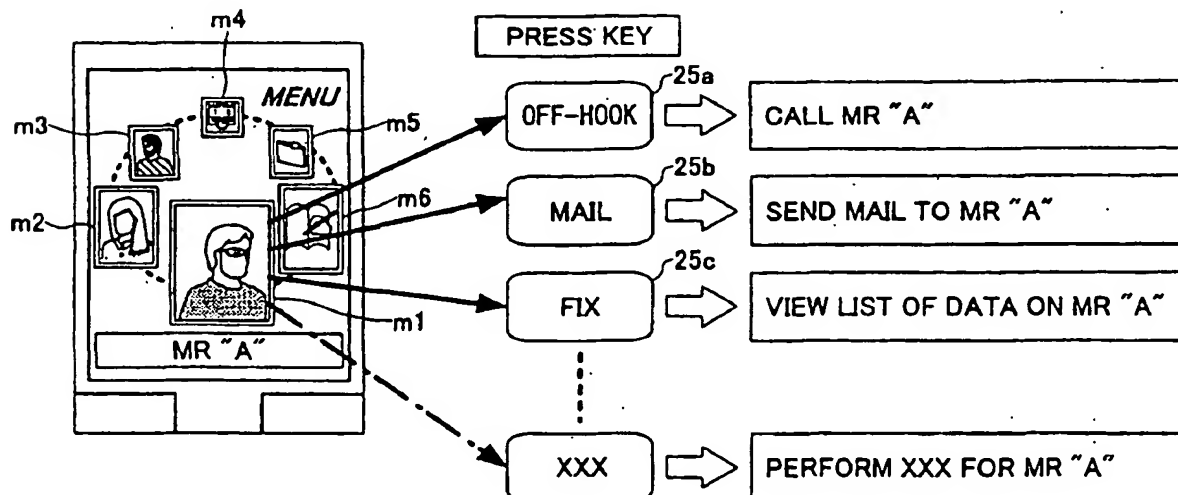 m4
PRESS KEY
MENU
m3
m5
OFF-HOOK
25a
CALL MR "A"
m2
m6
MAIL
25b
SEND MAIL TO MR "A"
FIX
25c
VIEW LIST OF DATA ON MR "A"
m1
MR "A"
XXX
PERFORM XXX FOR MR "A"